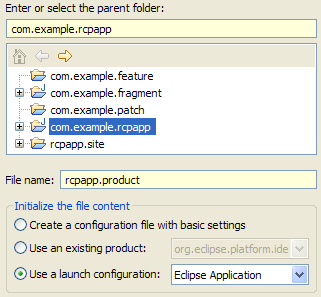 Enter or select the parent folder:
com.example.rcpapp
com.example.feature
com.example.fragment
com.example.patch
com.example.rcpapp
rcpapp.site
File name: rcpapp.product
Initialize the file content
Create a configuration file with basic settings
Use an existing product: org.eclipse.platform.ide
Use a launch configuration: Eclipse Application